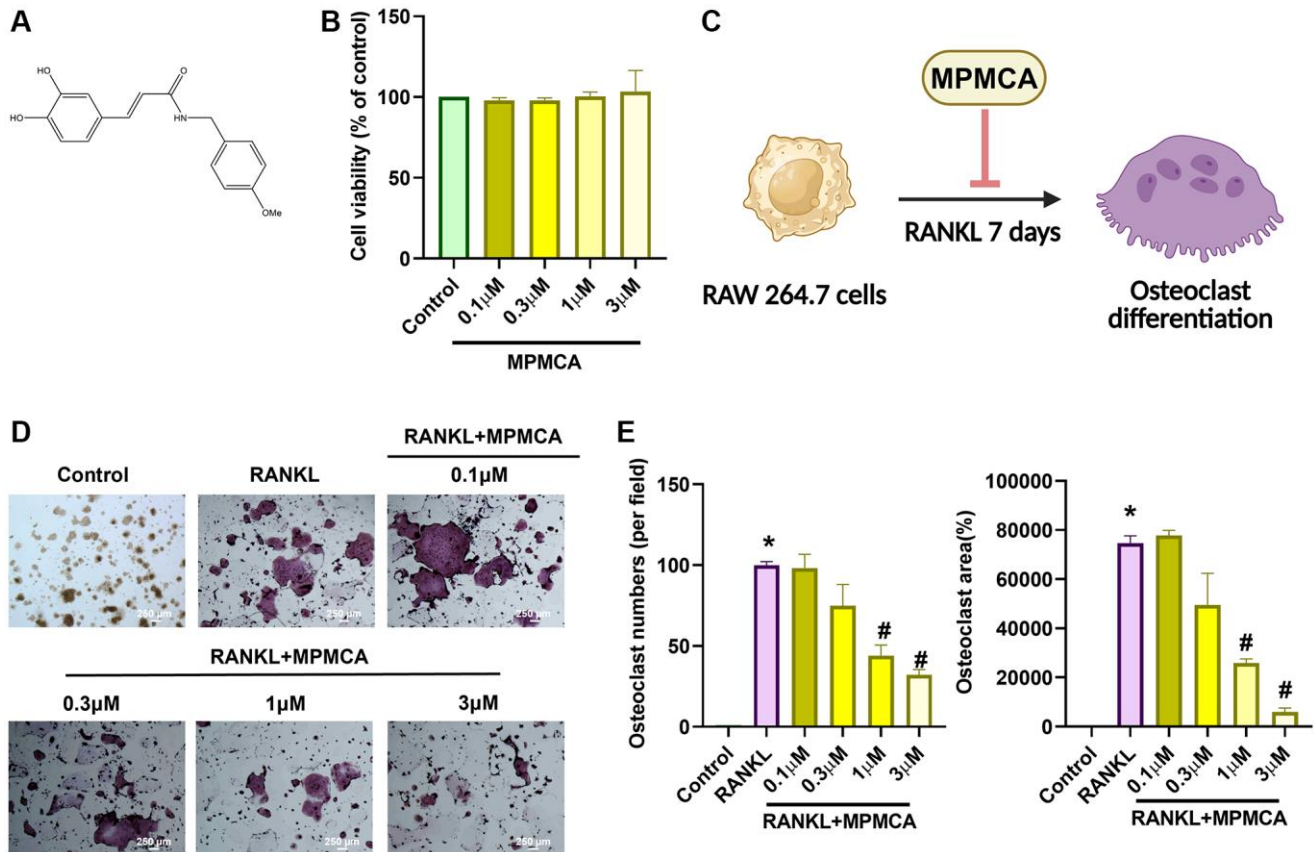 A
HO
HO
O
NH
OMe
B
Cell viability (% of control)
150
100
50
0
Control
0.1μM
0.3μM
1μM
3μM
MPMCA
C
MPMCA
RANKL 7 days
RAW 264.7 cells
Osteoclast
differentiation
D
RANKL+MPMCA
Control
RANKL
0.1μM
250 μm
250 μm
250 μm
RANKL+MPMCA
0.3μM
1μM
3μM
250 μm
250 μm
250 μm
E
Osteoclast numbers (per field)
150
100
50
0
*
#
#
Control
RANKL
0.1μM
0.3μM
1μM
3μM
RANKL+MPMCA
Osteoclast area(%)
100000
80000
60000
40000
20000
0
*
#
#
Control
RANKL
0.1μM
0.3μM
1μM
3μM
RANKL+MPMCA